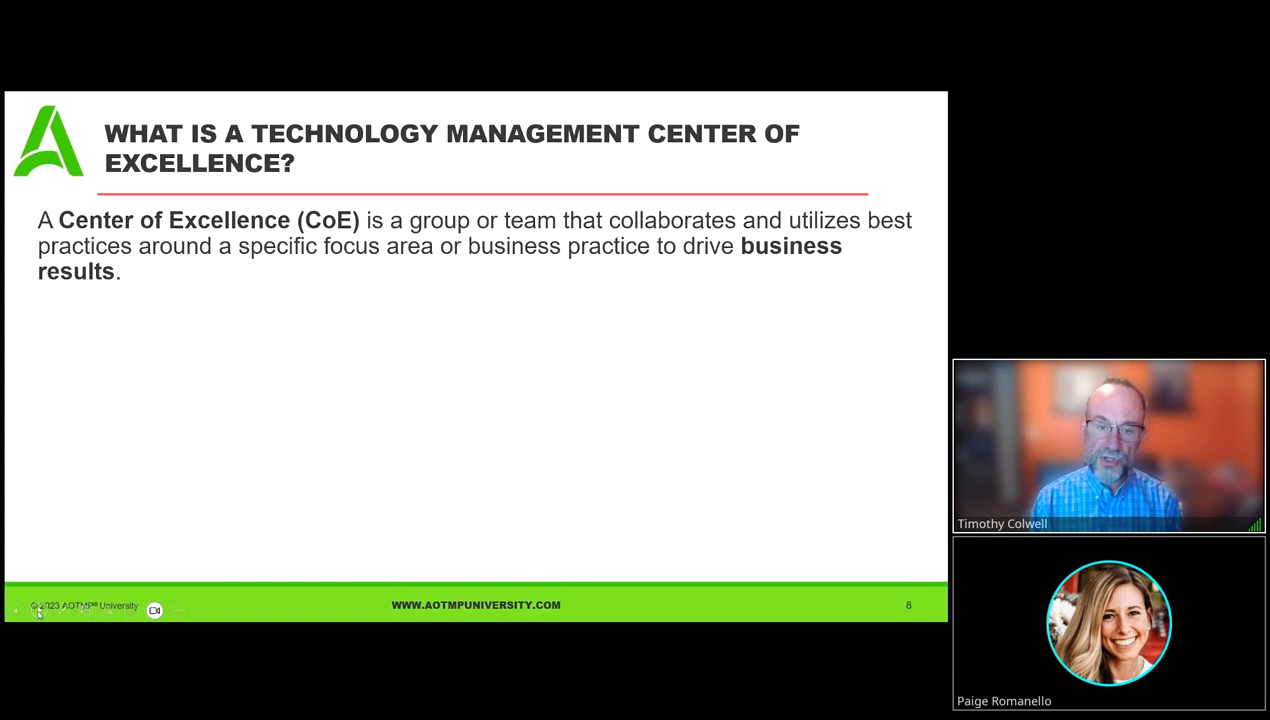 WHAT IS A TECHNOLOGY MANAGEMENT CENTER OF
EXCELLENCE?
A Center of Excellence (CoE) is a group or team that collaborates and utilizes best
practices around a specific focus area or business practice to drive business
results.
© 2023 AOTMP® University
WWW.AOTMPUNIVERSITY.COM
8
Timothy Colwell
Paige Romanello